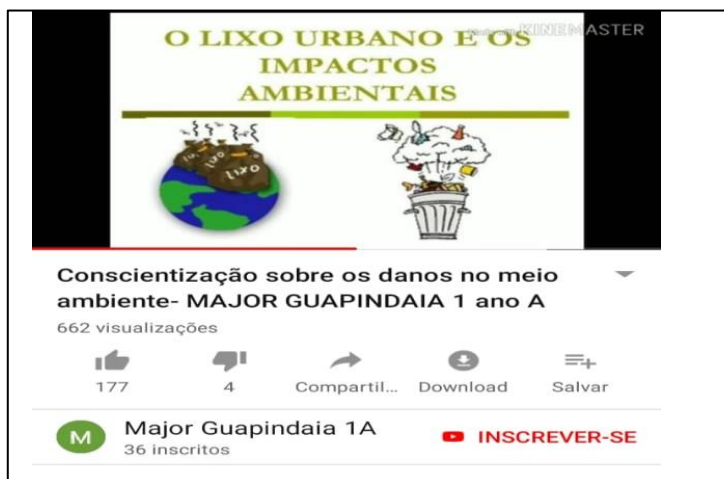 KINEMASTER
O LIXO URBANO E OS
IMPACTOS
AMBIENTAIS
LIXO
LIXO
Conscientização sobre os danos no meio
ambiente- MAJOR GUAPINDAIA 1 ano A
662 visualizações
177
4
Compartil...
Download
Salvar
M
Major Guapindaia 1A
36 inscritos
INSCREVER-SE